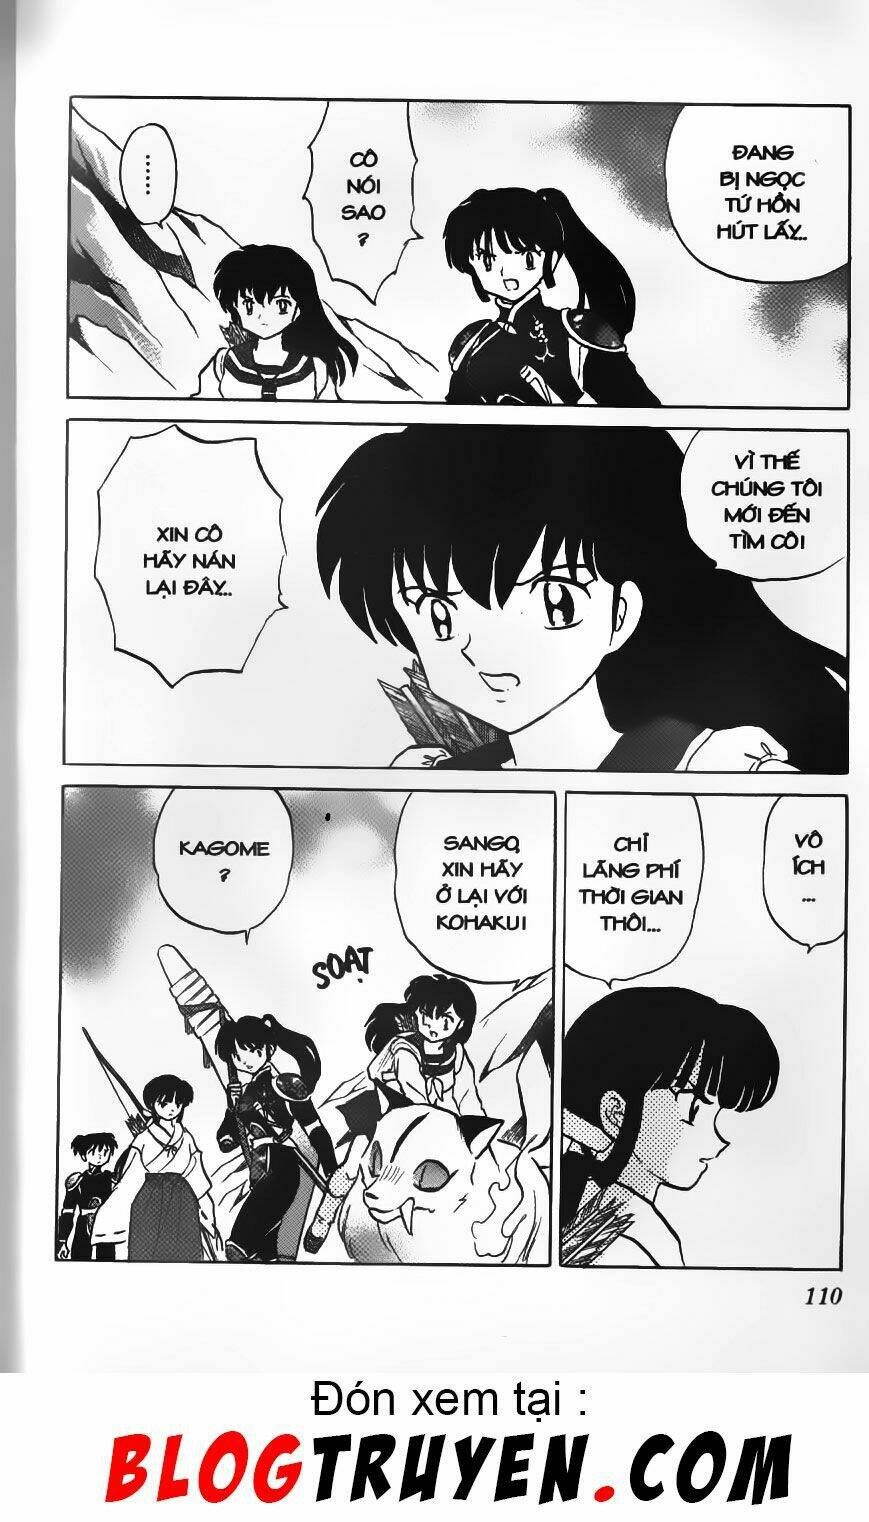 ĐANG
BỊ NGỌC
TỨ HỒN
HÚT LẤY...
CÔ
NÓI
SAO
?
......
VÌ THẾ
CHÚNG TÔI
MỚI ĐẾN
TÌM CÔ!
XIN CÔ
HÃY NÁN
LẠI ĐÂY...
VÔ
ÍCH
...
CHỈ
LÃNG PHÍ
THỜI GIAN
THÔI...
SANGO,
XIN HÃY
Ở LẠI VỚI
KOHAKU!
SOẠT
KAGOME
?
110
Đón xem tại :
BLOGTRUYEN.COM